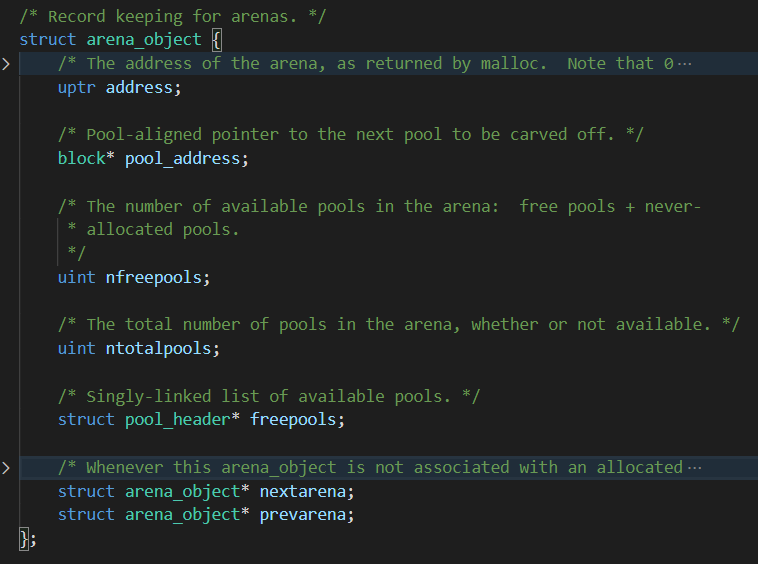 /* Record keeping for arenas. */
struct arena_object {
/* The address of the arena, as returned by malloc.  Note that 0⋯
uptr address;
/* Pool-aligned pointer to the next pool to be carved off. */
block* pool_address;
/* The number of available pools in the arena:  free pools + never-
* allocated pools.
*/
uint nfreepools;
/* The total number of pools in the arena, whether or not available. */
uint ntotalpools;
/* Singly-linked list of available pools. */
struct pool_header* freepools;
/* Whenever this arena_object is not associated with an allocated⋯
struct arena_object* nextarena;
struct arena_object* prevarena;
};